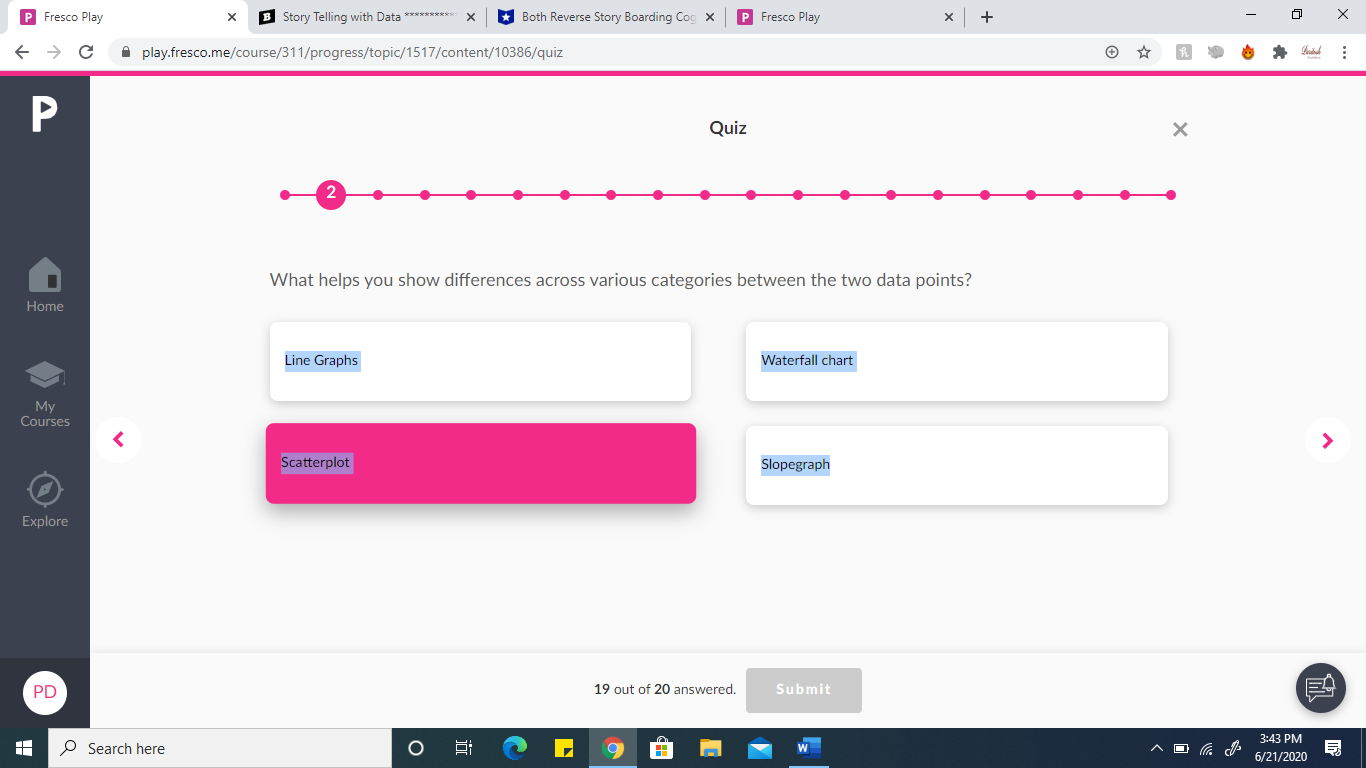 Fresco Play
Story Telling with Data
Both Reverse Story Boarding Cog
Fresco Play
play.fresco.me/course/311/progress/topic/1517/content/10386/quiz
Quiz
2
What helps you show differences across various categories between the two data points?
Line Graphs
Waterfall chart
Scatterplot
Slopegraph
Home
My
Courses
Explore
PD
19 out of 20 answered.
Submit
Search here
3:43 PM
6/21/2020